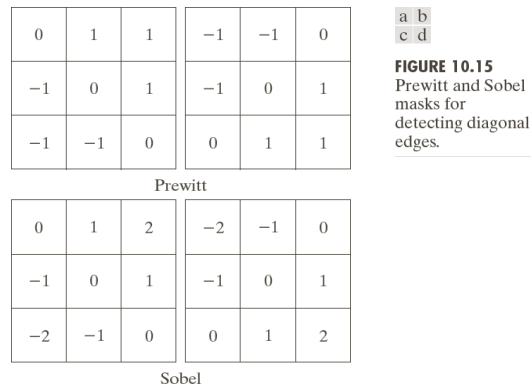 0 1 1 −1 −1 0
−1 0 1 −1 0 1
−1 −1 0 0 1 1
Prewitt
0 1 2 −2 −1 0
−1 0 1 −1 0 1
−2 −1 0 0 1 2
Sobel
a b
c d
FIGURE 10.15
Prewitt and Sobel
masks for
detecting diagonal
edges.